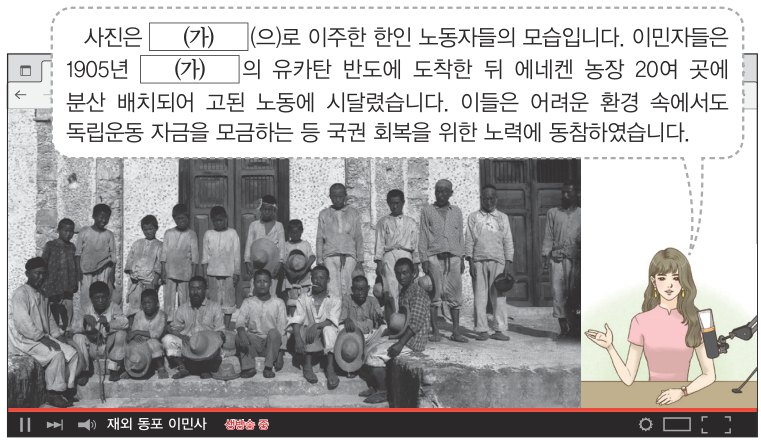 사진은 (가) (으)로 이주한 한인 노동자들의 모습입니다. 이민자들은
1905년 (가) 의 유카탄 반도에 도착한 뒤 에네켄 농장 20여 곳에
분산 배치되어 고된 노동에 시달렸습니다. 이들은 어려운 환경 속에서도
독립운동 자금을 모금하는 등 국권 회복을 위한 노력에 동참하였습니다.
재외 동포 이민사 생방송 중